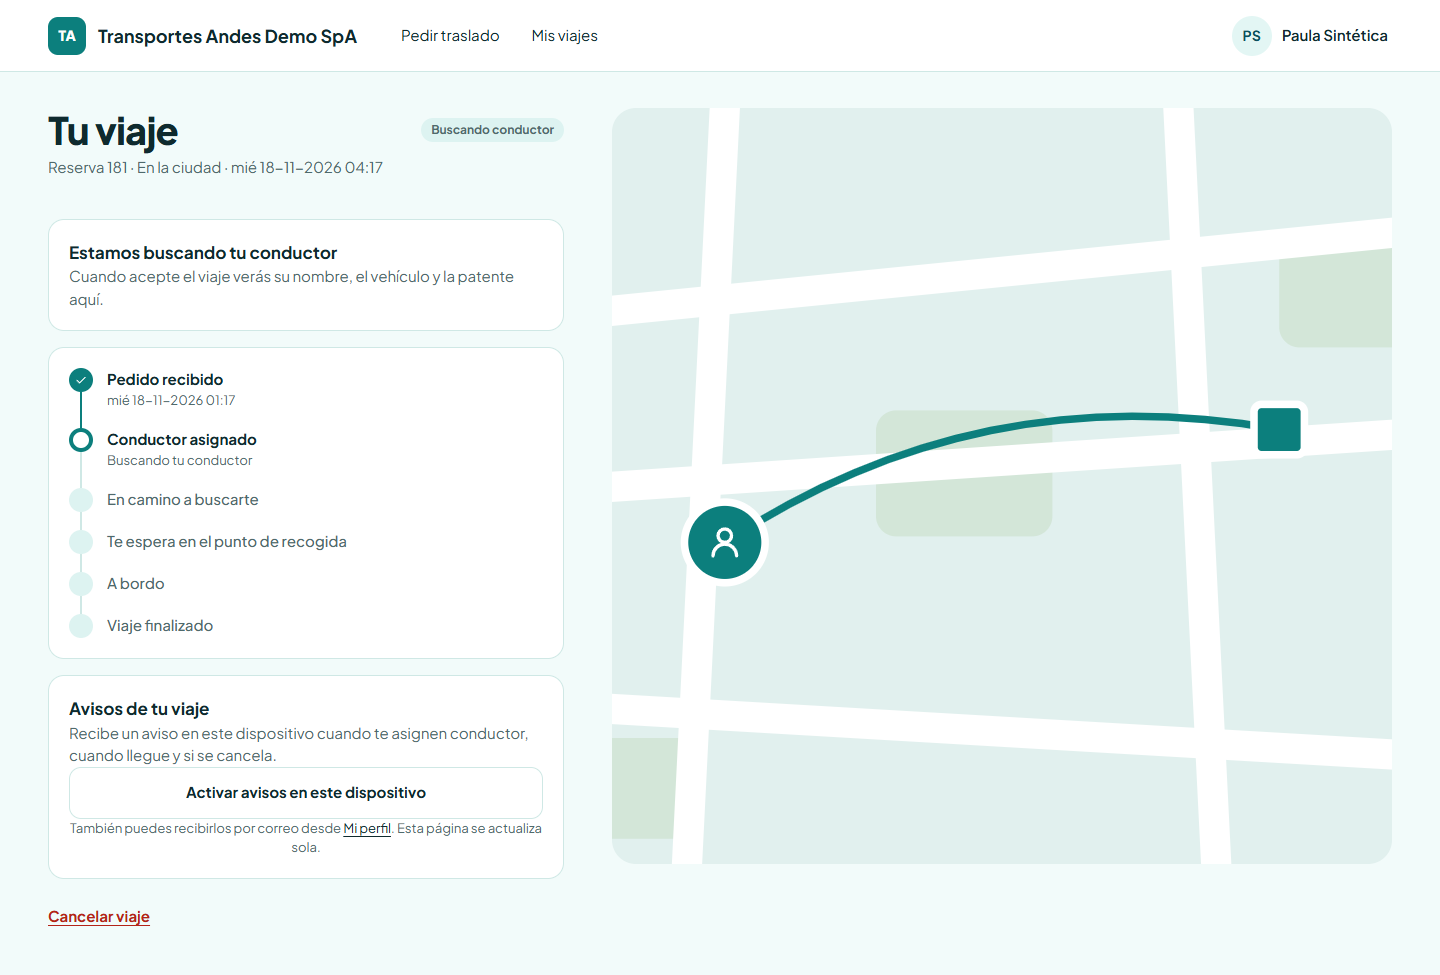 TA
Transportes Andes Demo SpA
Pedir traslado
Mis viajes
PS
Paula Sintética
Tu viaje
Buscando conductor
Reserva 181 · En la ciudad · mié 18-11-2026 04:17
Estamos buscando tu conductor
Cuando acepte el viaje verás su nombre, el vehículo y la patente
aquí.
Pedido recibido
mié 18-11-2026 01:17
Conductor asignado
Buscando tu conductor
En camino a buscarte
Te espera en el punto de recogida
A bordo
Viaje finalizado
Avisos de tu viaje
Recibe un aviso en este dispositivo cuando te asignen conductor,
cuando llegue y si se cancela.
Activar avisos en este dispositivo
También puedes recibirlos por correo desde Mi perfil. Esta página se actualiza
sola.
Cancelar viaje